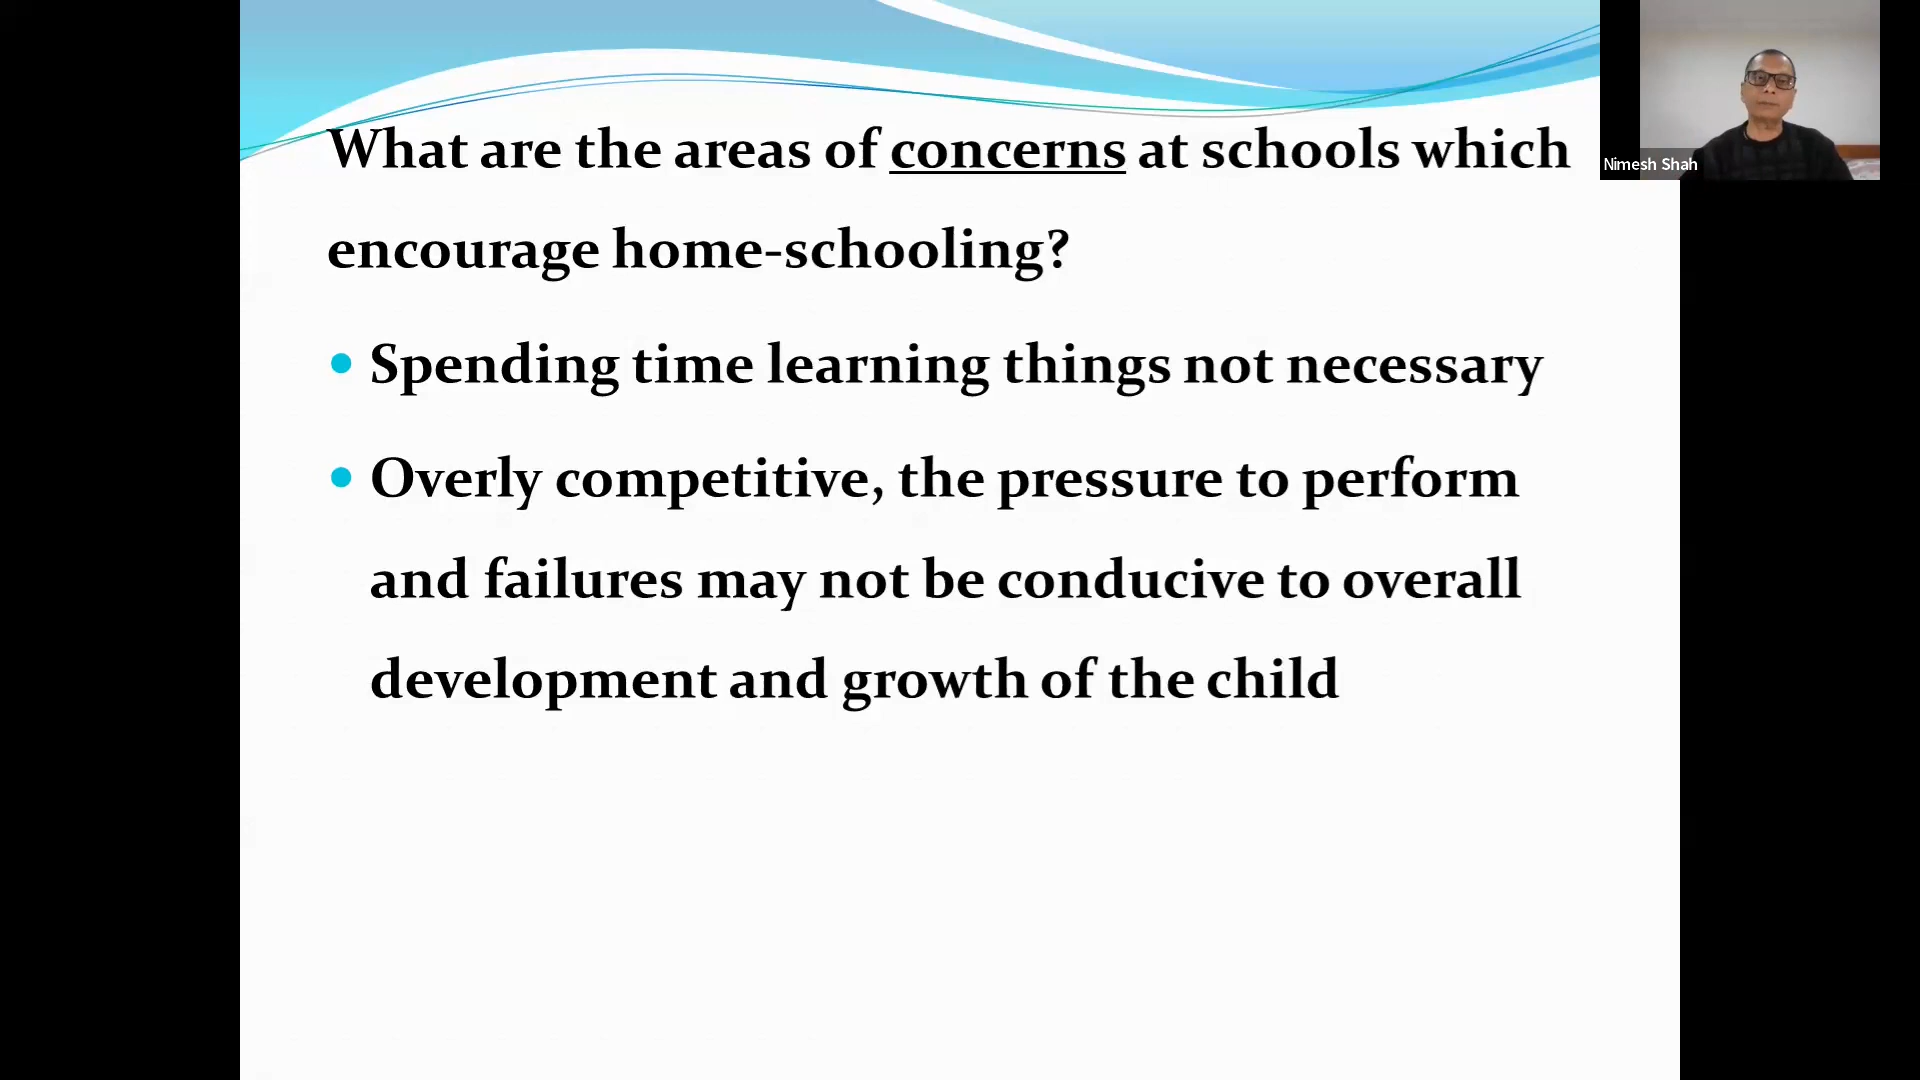 What are the areas of concerns at schools which
encourage home-schooling?
• Spending time learning things not necessary
• Overly competitive, the pressure to perform
and failures may not be conducive to overall
development and growth of the child
Nimesh Shah